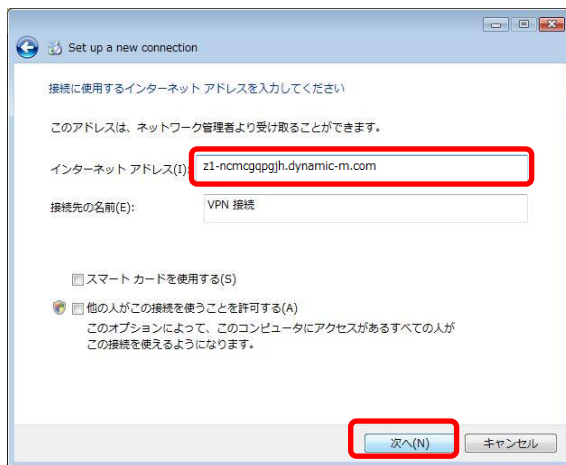 Set up a new connection
接続に使用するインターネット アドレスを入力してください
このアドレスは、ネットワーク管理者より受け取ることができます。
インターネット アドレス(I): z1-ncmcgqpgjh.dynamic-m.com
接続先の名前(E): VPN 接続
スマート カードを使用する(S)
他の人がこの接続を使うことを許可する(A)
このオプションによって、このコンピュータにアクセスがあるすべての人が
この接続を使えるようになります。
次へ(N) キャンセル